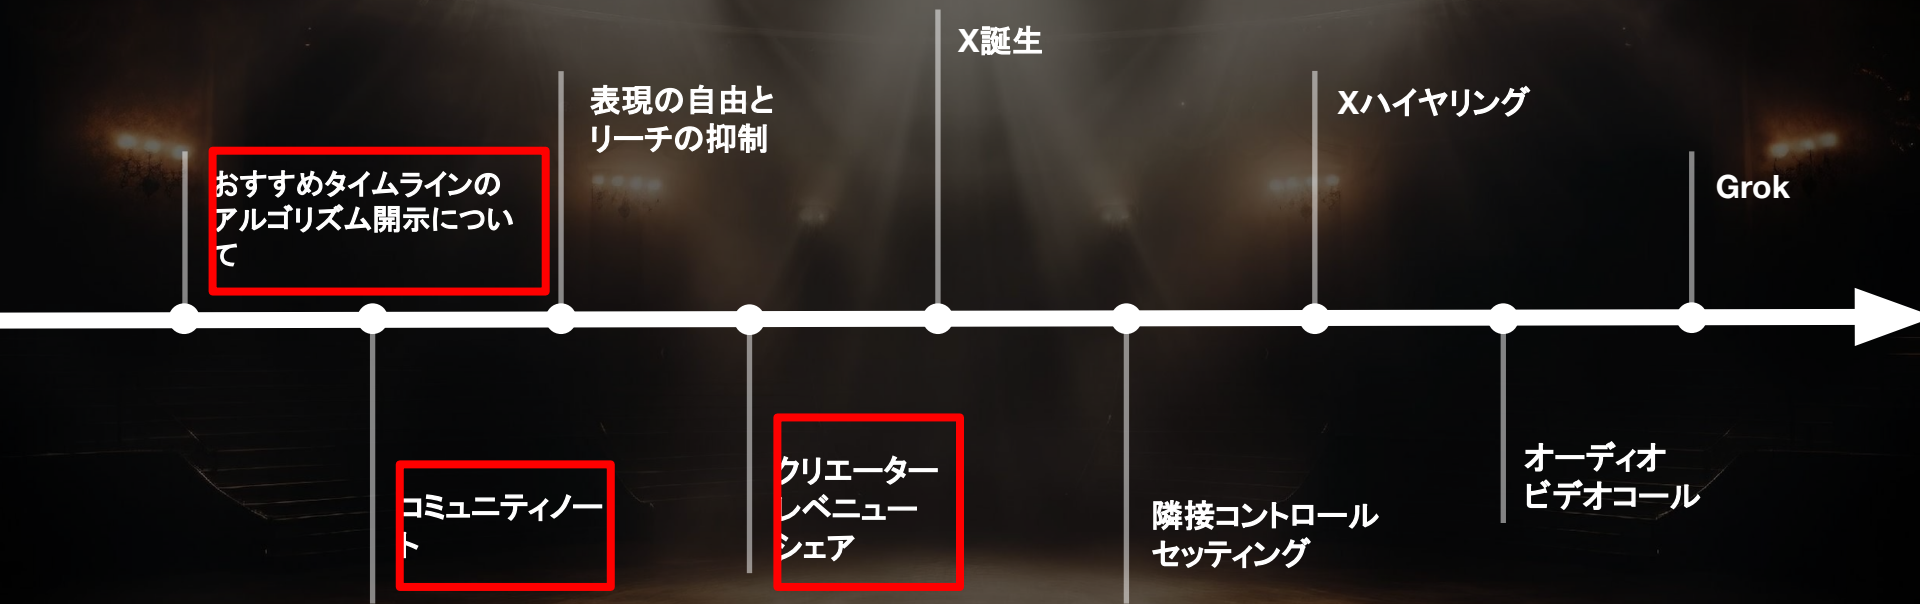 おすすめタイムラインの
アルゴリズム開示につい
て
コミュニティノー
ト
表現の自由と
リーチの抑制
クリエーター
レベニュー
シェア
X誕生
隣接コントロール
セッティング
Xハイヤリング
オーディオ
ビデオコール
Grok